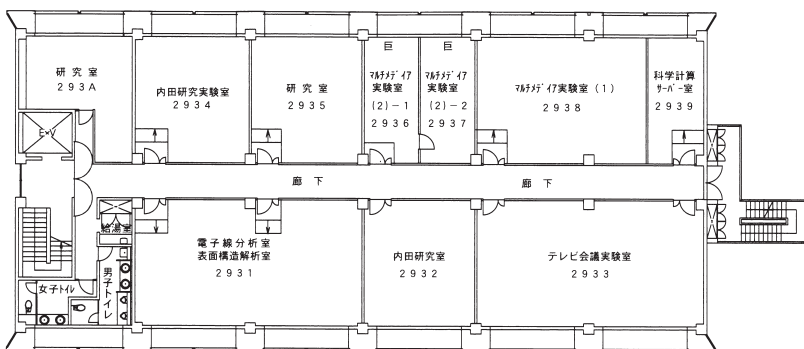 研究室
293A
内田研究実験室
2934
研究室
2935
巨
マルチメディア
実験室
(2)-1
2936
巨
マルチメディア
実験室
(2)-2
2937
マルチメディア実験室(1)
2938
科学計算
サーバー室
2939
EV
廊下
廊下
給湯室
電子線分析室
表面構造解析室
2931
内田研究室
2932
テレビ会議実験室
2933
女子トイレ
男子トイレ